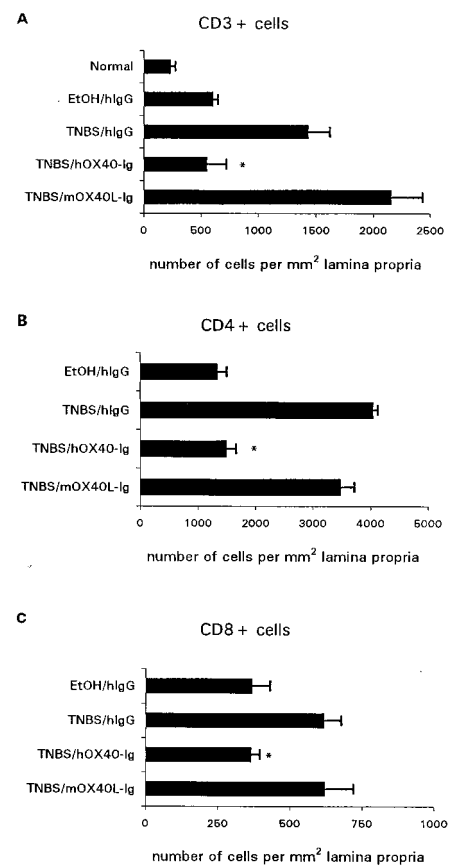 A
CD3 + cells
Normal
EtOH/hIgG
TNBS/hIgG
TNBS/hOX40-Ig
*
TNBS/mOX40L-Ig
0 500 1000 1500 2000 2500
number of cells per mm² lamina propria
B
CD4 + cells
EtOH/hIgG
TNBS/hIgG
TNBS/hOX40-Ig
*
TNBS/mOX40L-Ig
0 1000 2000 3000 4000 5000
number of cells per mm² lamina propria
C
CD8 + cells
EtOH/hIgG
TNBS/hIgG
TNBS/hOX40-Ig
*
TNBS/mOX40L-Ig
0 250 500 750 1000
number of cells per mm² lamina propria